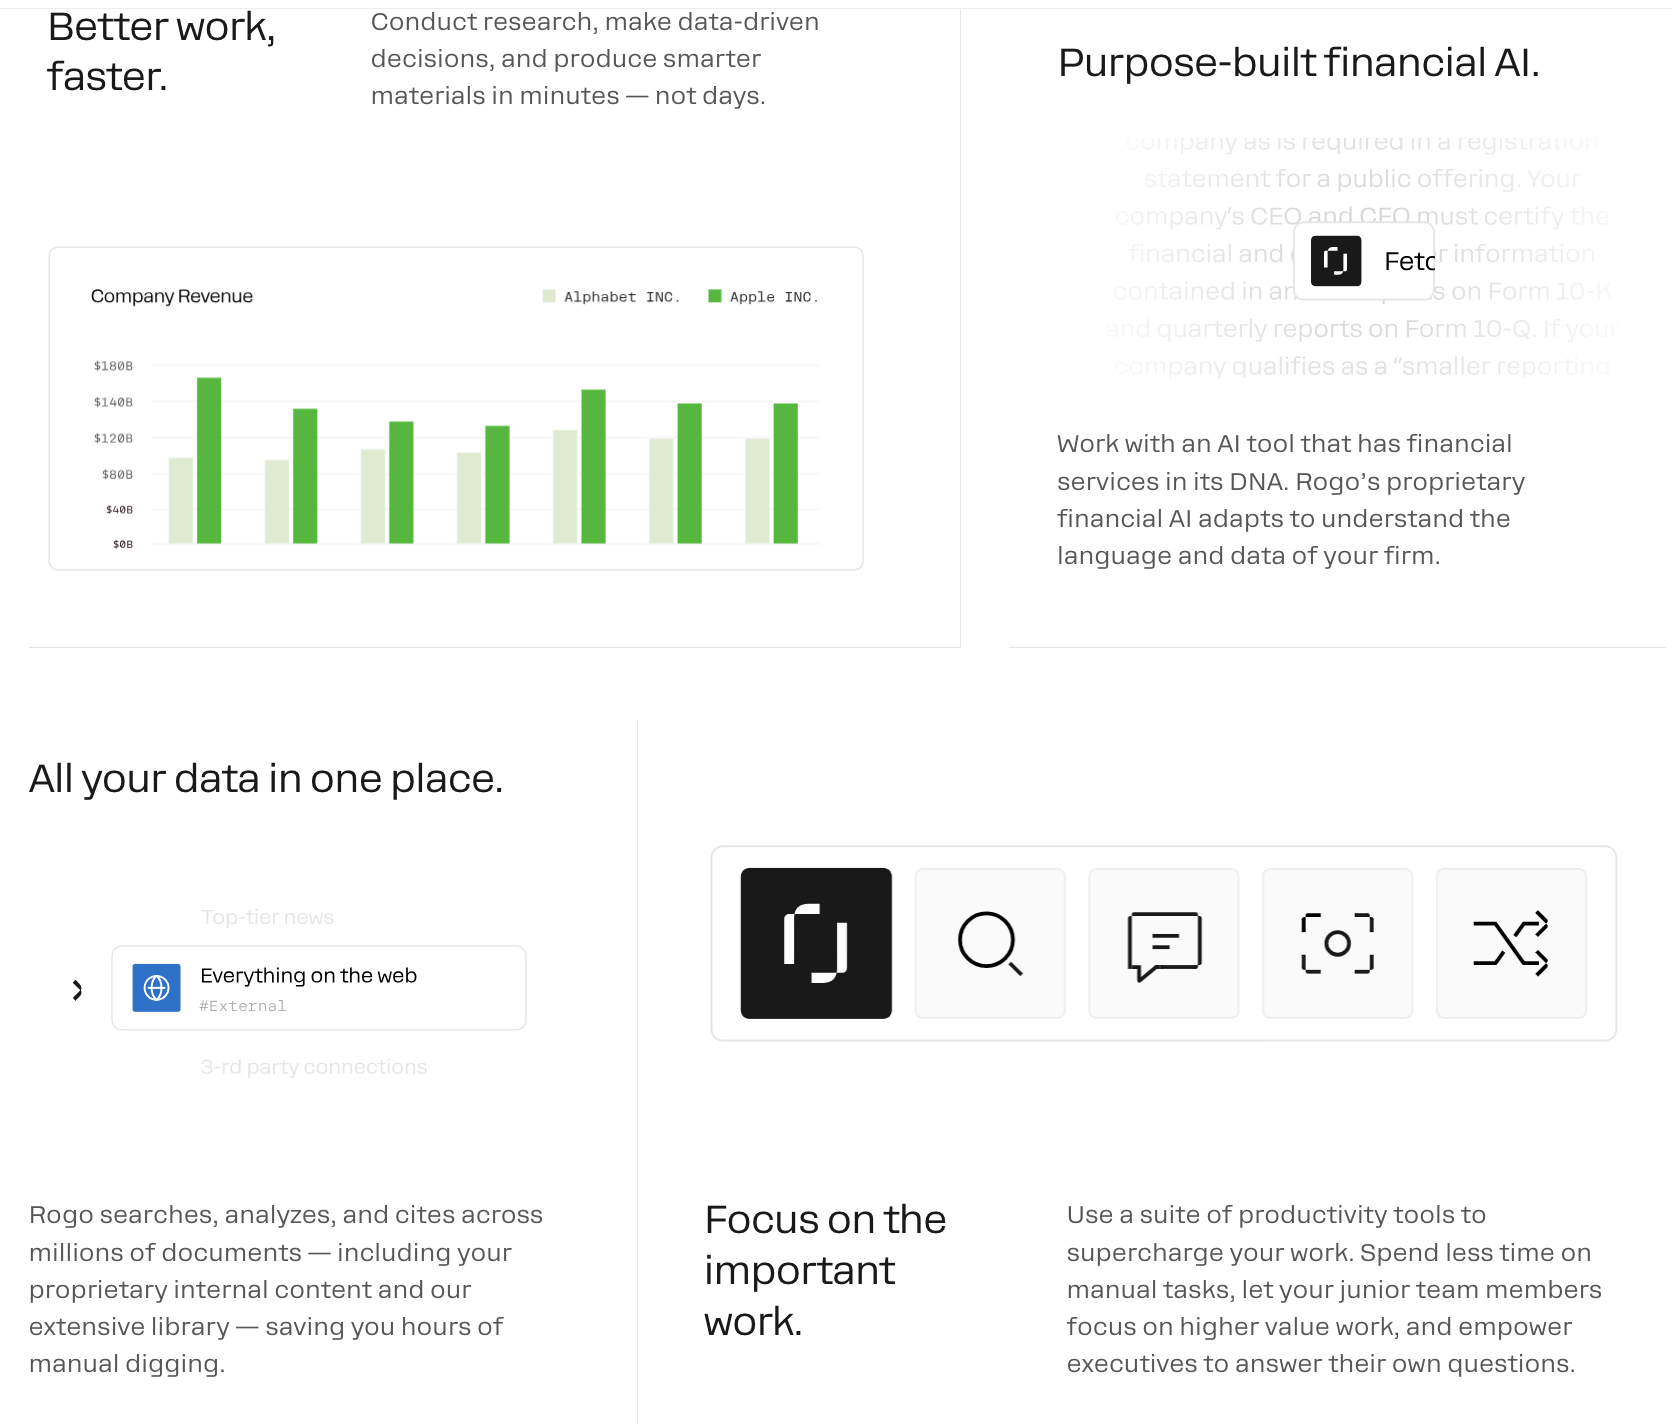 Better work,
faster.
Conduct research, make data-driven
decisions, and produce smarter
materials in minutes — not days.
Company Revenue
Alphabet INC.
Apple INC.
$180B
$140B
$120B
$80B
$40B
$0B
Purpose-built financial AI.
company as is required in a registration
statement for a public offering. Your
company's CEO and CFO must certify the
financial and
information
contained in
on Form 10-K
and quarterly reports on Form 10-Q. If your
company qualifies as a “smaller reporting
Work with an AI tool that has financial
services in its DNA. Rogo’s proprietary
financial AI adapts to understand the
language and data of your firm.
All your data in one place.
Top-tier news
Everything on the web
#External
3-rd party connections
Rogo searches, analyzes, and cites across
millions of documents — including your
proprietary internal content and our
extensive library — saving you hours of
manual digging.
Focus on the
important
work.
Use a suite of productivity tools to
supercharge your work. Spend less time on
manual tasks, let your junior team members
focus on higher value work, and empower
executives to answer their own questions.